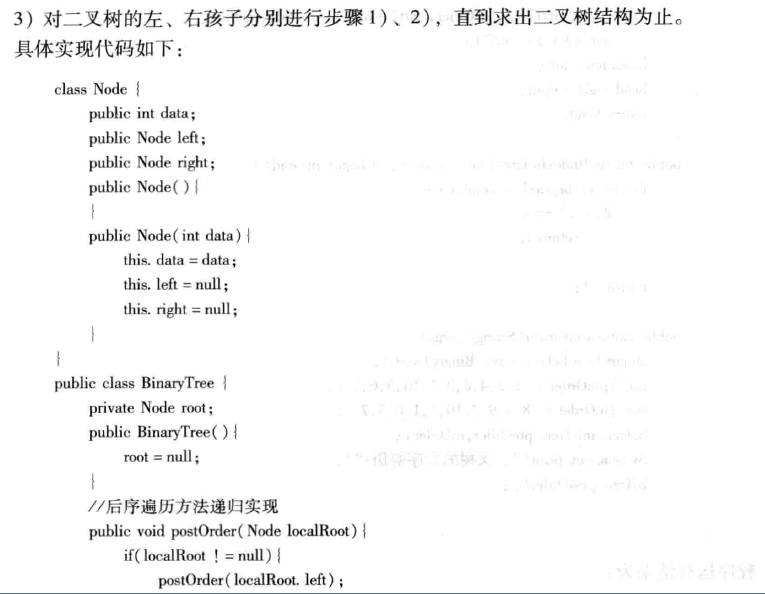 3) 对二叉树的左、右孩子分别进行步骤1)、2),直到求出二叉树结构为止。
具体实现代码如下:
class Node {
public int data;
public Node left;
public Node right;
public Node( ) {
}
public Node( int data) {
this. data = data;
this. left = null;
this. right = null;
}
}
public class BinaryTree {
private Node root;
public BinaryTree( ) {
root = null;
}
//后序遍历方法递归实现
public void postOrder( Node localRoot) {
if( localRoot ! = null) {
postOrder( localRoot. left) ;